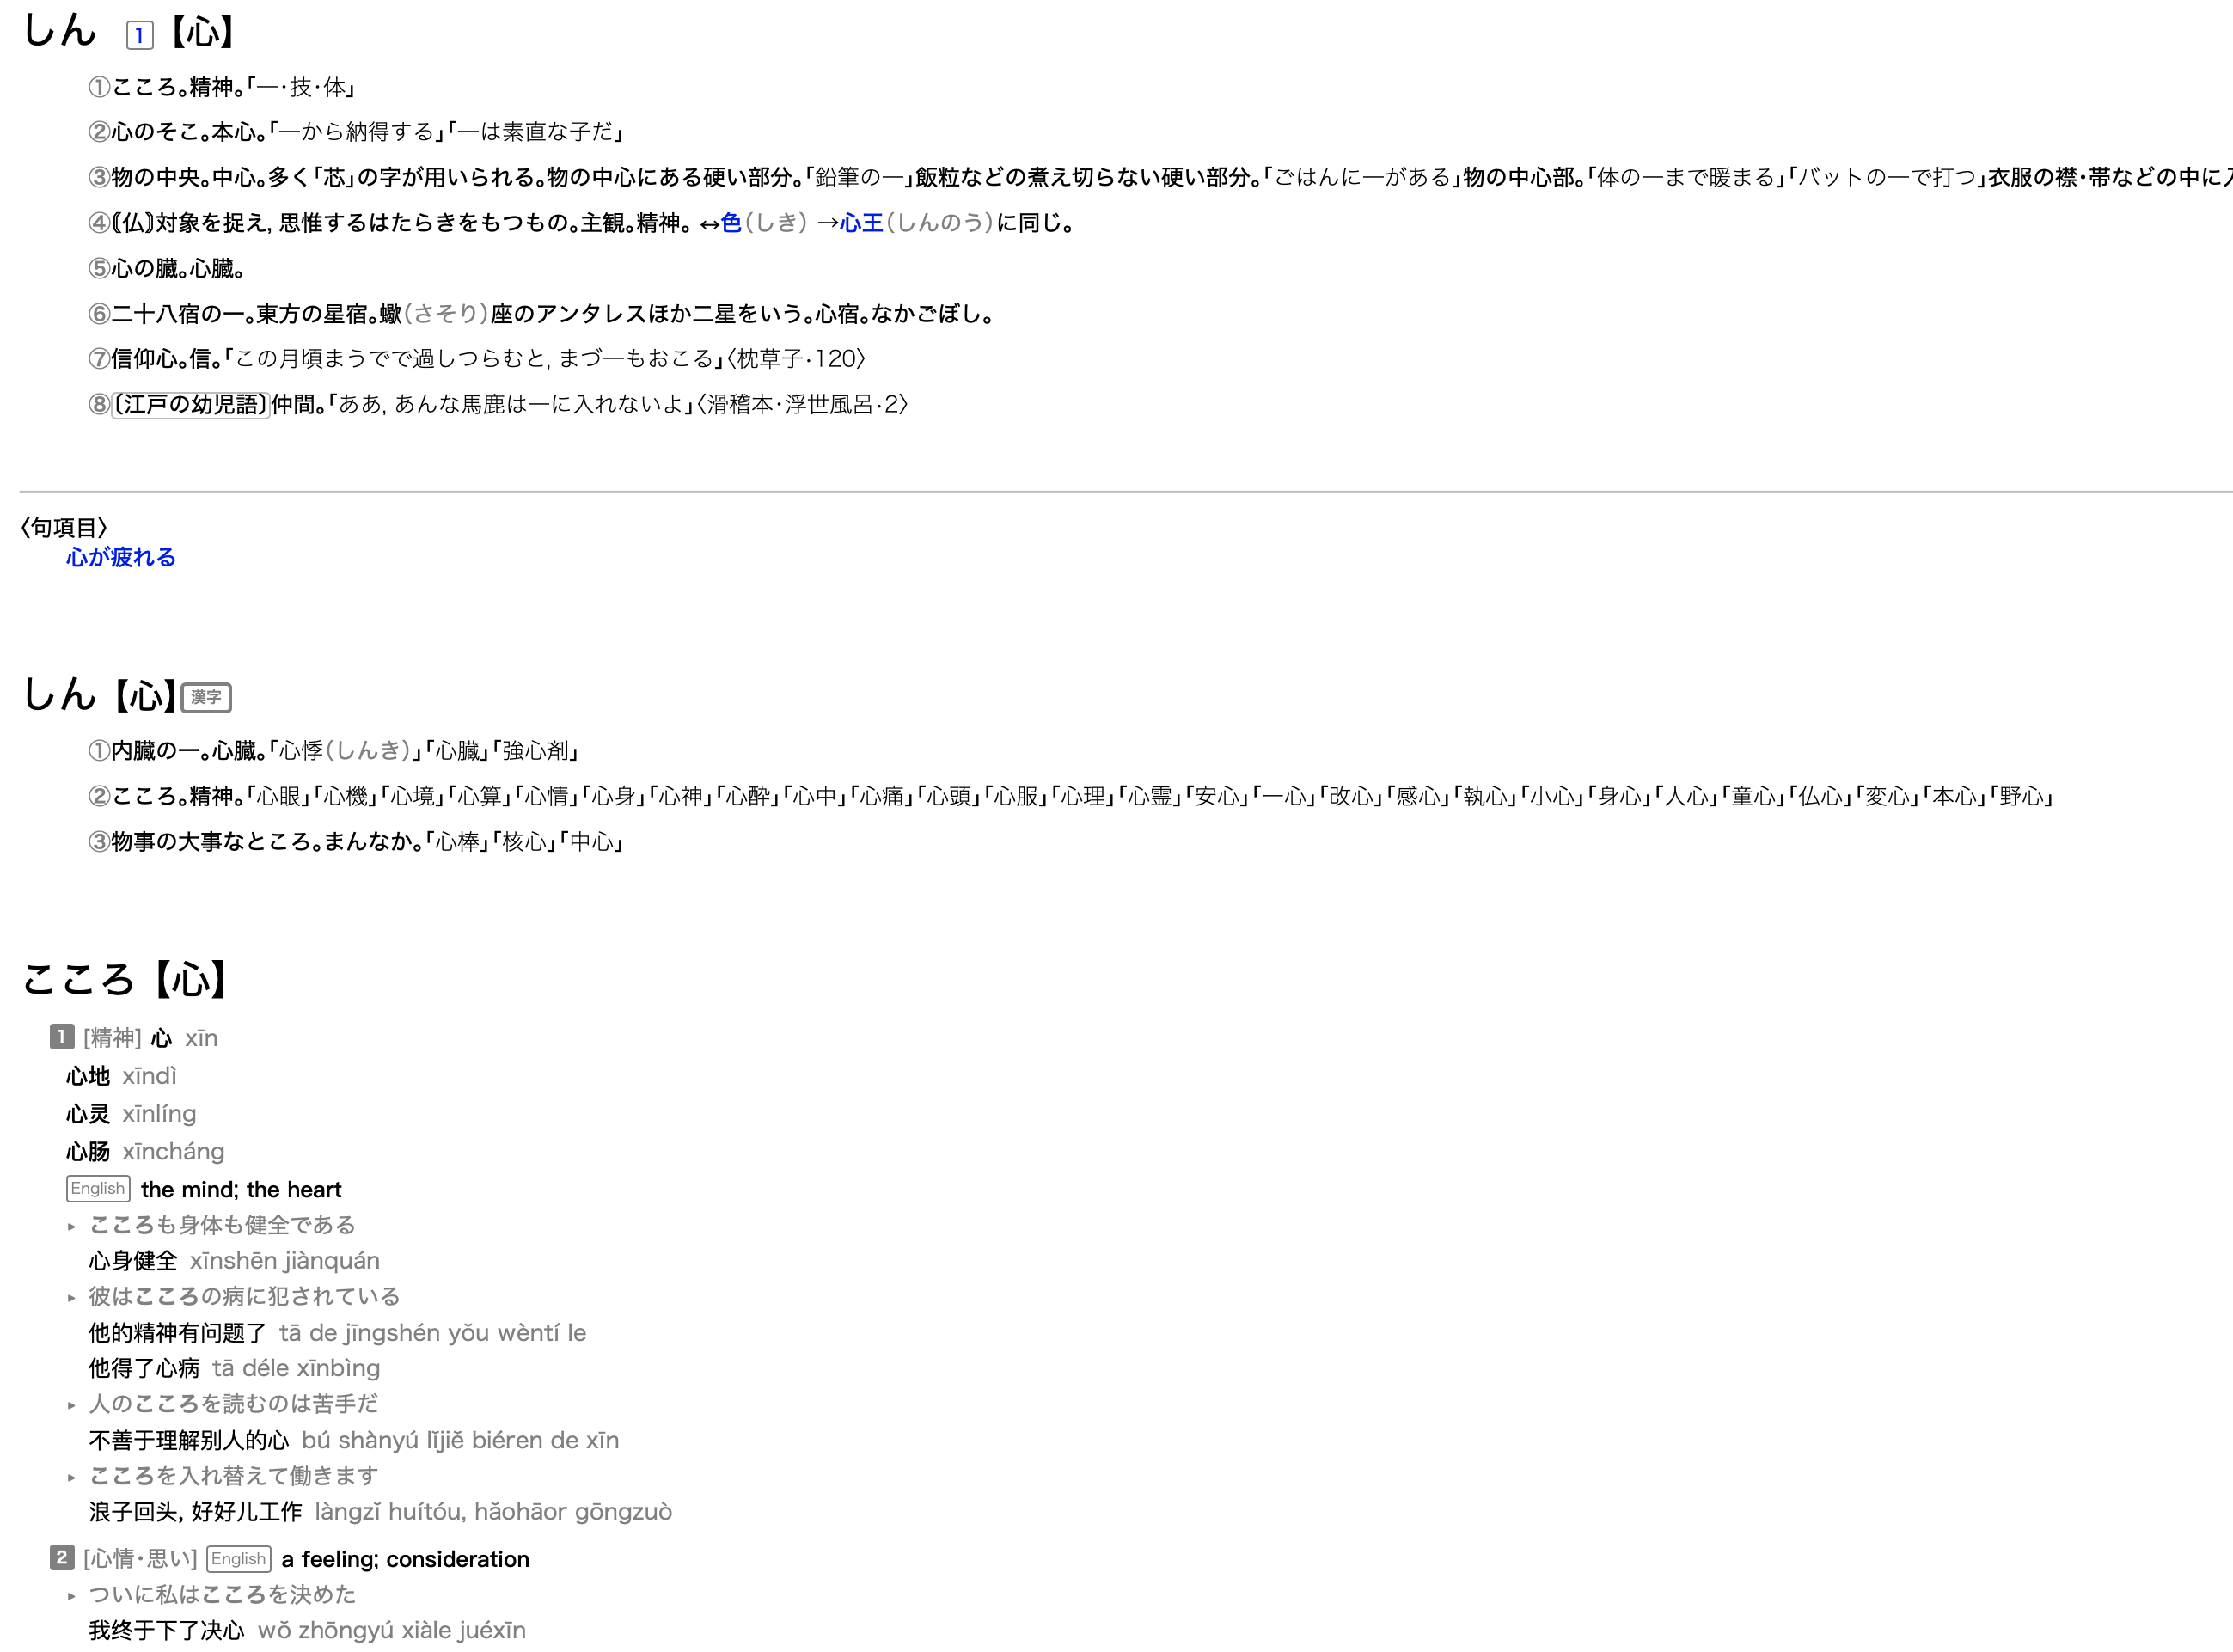 しん 1【心】
①こころ。精神。「―・技・体」
②心のそこ。本心。「―から納得する」「―は素直な子だ」
③物の中央。中心。多く「芯」の字が用いられる。物の中心にある硬い部分。「鉛筆の―」飯粒などの煮え切らない硬い部分。「ごはんに―がある」物の中心部。「体の―まで暖まる」「バットの―で打つ」衣服の襟・帯などの中に
④〘仏〙対象を捉え，思惟するはたらきをもつもの。主観。精神。↔色（しき） →心王（しんのう）に同じ。
⑤心の臓。心臓。
⑥二十八宿の一。東方の星宿。蠍（さそり）座のアンタレスほか二星をいう。心宿。なかごぼし。
⑦信仰心。信。「この月頃まうでで過しつらむと，まづ―もおこる」〈枕草子・120〉
⑧〔江戸の幼児語〕仲間。「ああ，あんな馬鹿は―に入れないよ」〈滑稽本・浮世風呂・2〉
〈句項目〉
心が疲れる
しん【心】漢字
①内臓の一。心臓。「心悸（しんき）」「心臓」「強心剤」
②こころ。精神。「心眼」「心機」「心境」「心算」「心情」「心身」「心神」「心酔」「心中」「心痛」「心頭」「心服」「心理」「心霊」「安心」「一心」「改心」「感心」「執心」「小心」「身心」「人心」「童心」「仏心」「変心」「本心」「野心」
③物事の大事なところ。まんなか。「心棒」「核心」「中心」
こころ【心】
1 [精神] 心 xīn
心地 xīndì
心灵 xīnlíng
心肠 xīncháng
English the mind; the heart
▸ こころも身体も健全である
心身健全 xīnshēn jiànquán
▸ 彼はこころの病に犯されている
他的精神有问题了 tā de jīngshén yǒu wèntí le
他得了心病 tā déle xīnbìng
▸ 人のこころを読むのは苦手だ
不善于理解别人的心 bú shànyú lǐjiě biéren de xīn
▸ こころを入れ替えて働きます
浪子回头, 好好儿工作 làngzǐ huítóu, hǎohāor gōngzuò
2 [心情・思い] English a feeling; consideration
▸ ついに私はこころを決めた
我终于下了决心 wǒ zhōngyú xiàle juéxīn